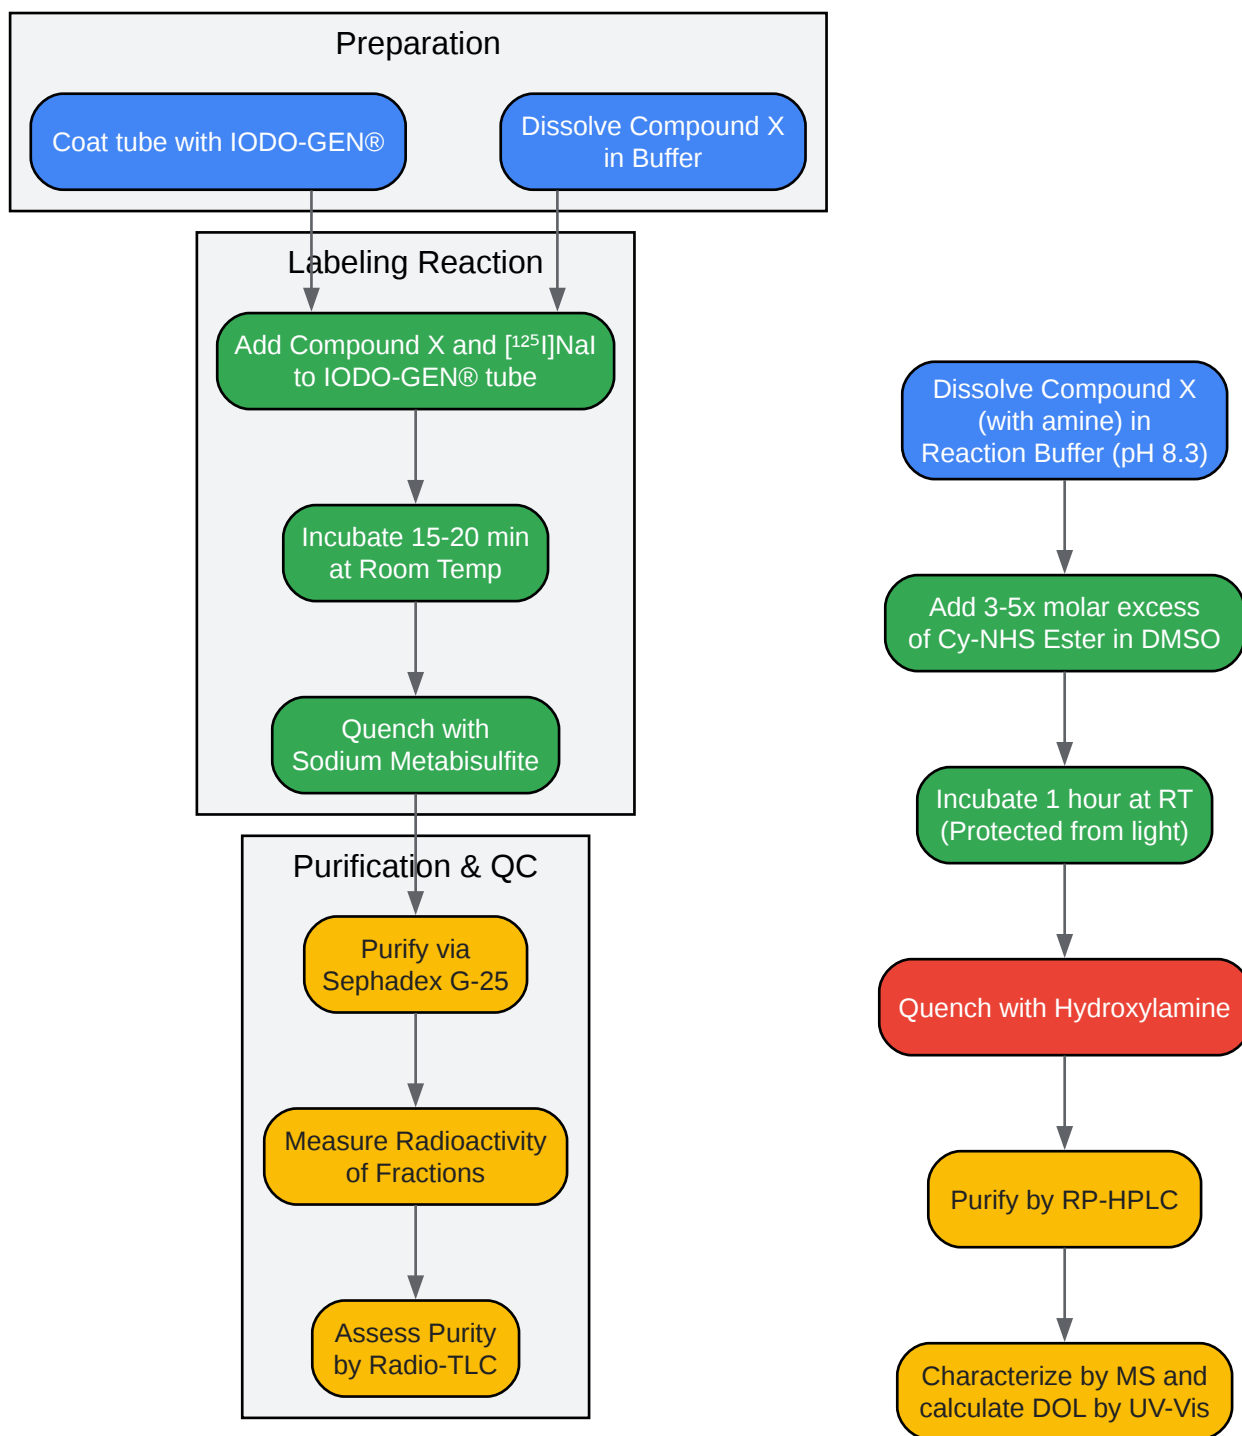 Preparation
Coat tube with IODO-GEN®
Dissolve Compound X
in Buffer
Labeling Reaction
Add Compound X and [¹²⁵I]NaI
to IODO-GEN® tube
Incubate 15-20 min
at Room Temp
Quench with
Sodium Metabisulfite
Purification & QC
Purify via
Sephadex G-25
Measure Radioactivity
of Fractions
Assess Purity
by Radio-TLC
Dissolve Compound X
(with amine) in
Reaction Buffer (pH 8.3)
Add 3-5x molar excess
of Cy-NHS Ester in DMSO
Incubate 1 hour at RT
(Protected from light)
Quench with Hydroxylamine
Purify by RP-HPLC
Characterize by MS and
calculate DOL by UV-Vis